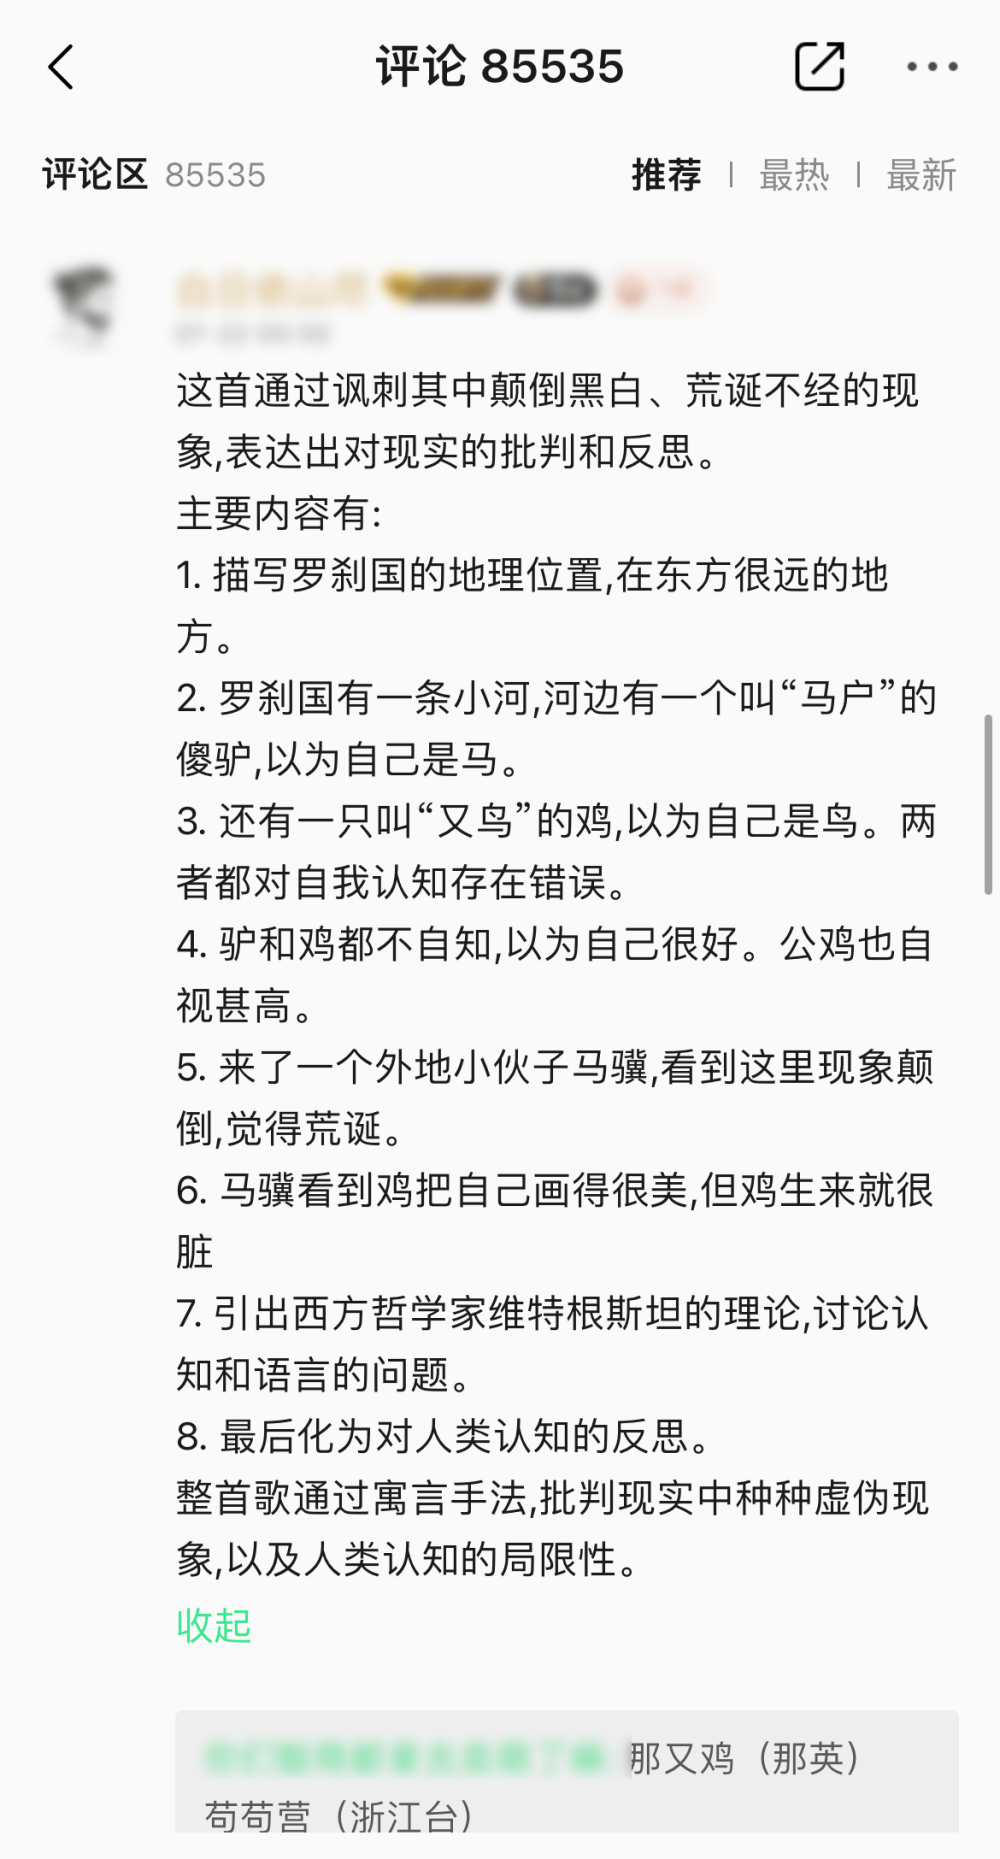 评论 85535
评论区 85535
推荐 | 最热 | 最新
这首通过讽刺其中颠倒黑白、荒诞不经的现
象,表达出对现实的批判和反思。
主要内容有:
1. 描写罗刹国的地理位置,在东方很远的地
方。
2. 罗刹国有一条小河,河边有一个叫“马户”的
傻驴,以为自己是马。
3. 还有一只叫“又鸟”的鸡,以为自己是鸟。两
者都对自我认知存在错误。
4. 驴和鸡都不自知,以为自己很好。公鸡也自
视甚高。
5. 来了一个外地小伙子马骥,看到这里现象颠
倒,觉得荒诞。
6. 马骥看到鸡把自己画得很美,但鸡生来就很
脏
7. 引出西方哲学家维特根斯坦的理论,讨论认
知和语言的问题。
8. 最后化为对人类认知的反思。
整首歌通过寓言手法,批判现实中种种虚伪现
象,以及人类认知的局限性。
收起
那又鸡（那英）
苟苟营（浙江台）